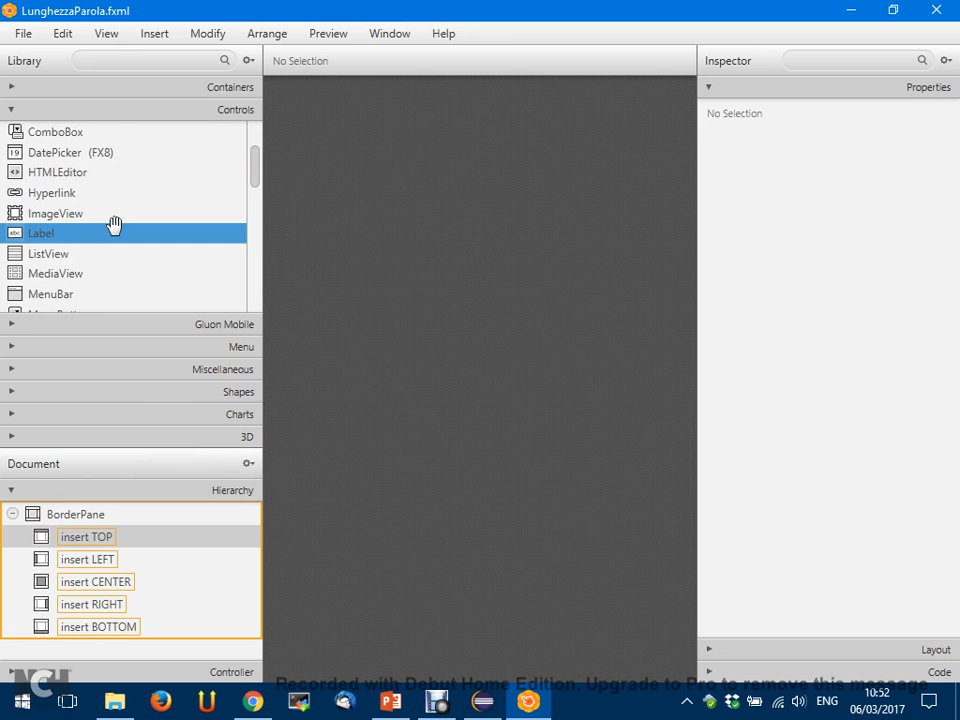 LunghezzaParola.fxml
File Edit View Insert Modify Arrange Preview Window Help
Library
No Selection
Inspector
Containers
Properties
Controls
No Selection
ComboBox
19 DatePicker (FX8)
HTMLEditor
Hyperlink
ImageView
abc Label
ListView
MediaView
MenuBar
Gluon Mobile
Menu
Miscellaneous
Shapes
Charts
3D
Document
Hierarchy
BorderPane
insert TOP
insert LEFT
insert CENTER
insert RIGHT
insert BOTTOM
Layout
Controller
Code
NCH
Recorded with Debut Home Edition. Upgrade to Pro to remove this message
ENG
10:52
06/03/2017